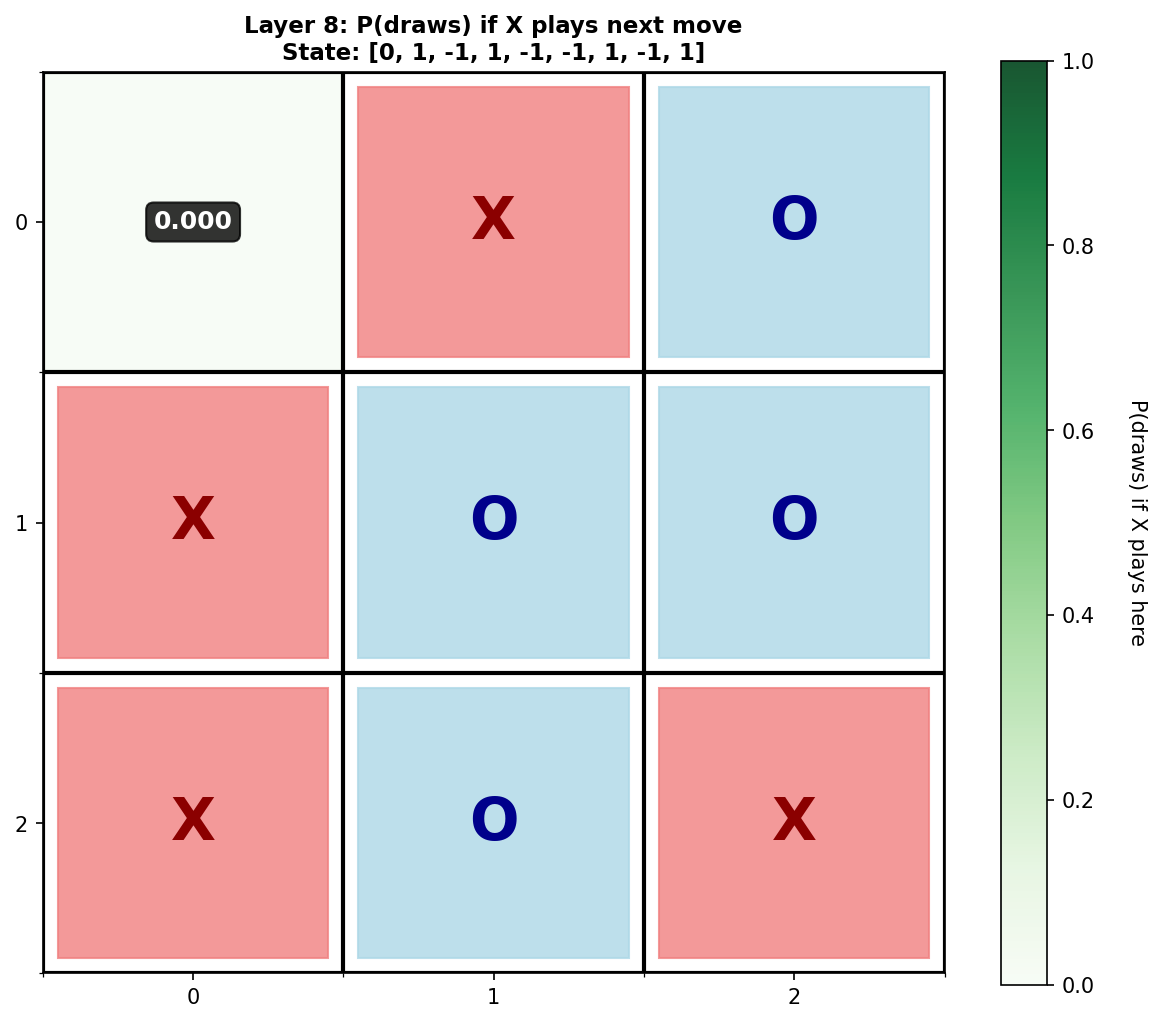 Layer 8: P(draws) if X plays next move
State: [0, 1, -1, 1, -1, -1, 1, -1, 1]
0
0.000
X
O
1
X
O
O
2
X
O
X
0
1
2
1.0
0.8
0.6
0.4
0.2
0.0
P(draws) if X plays here